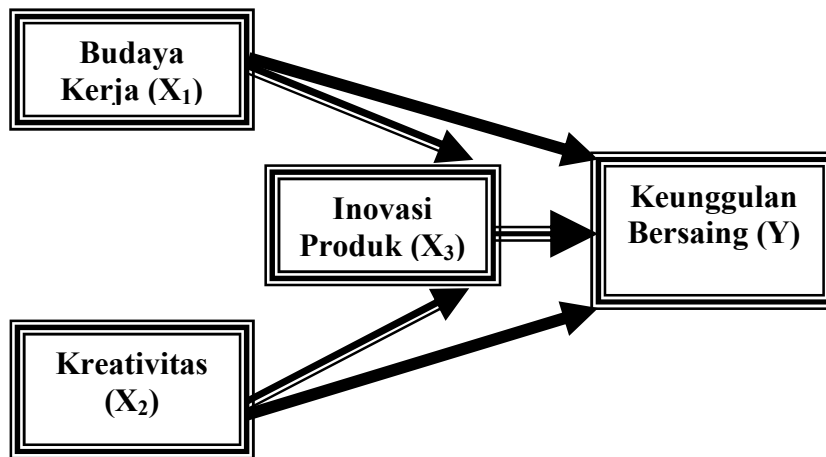 Budaya
Kerja (X₁)
Inovasi
Produk (X₃)
Keunggulan
Bersaing (Y)
Kreativitas
(X₂)